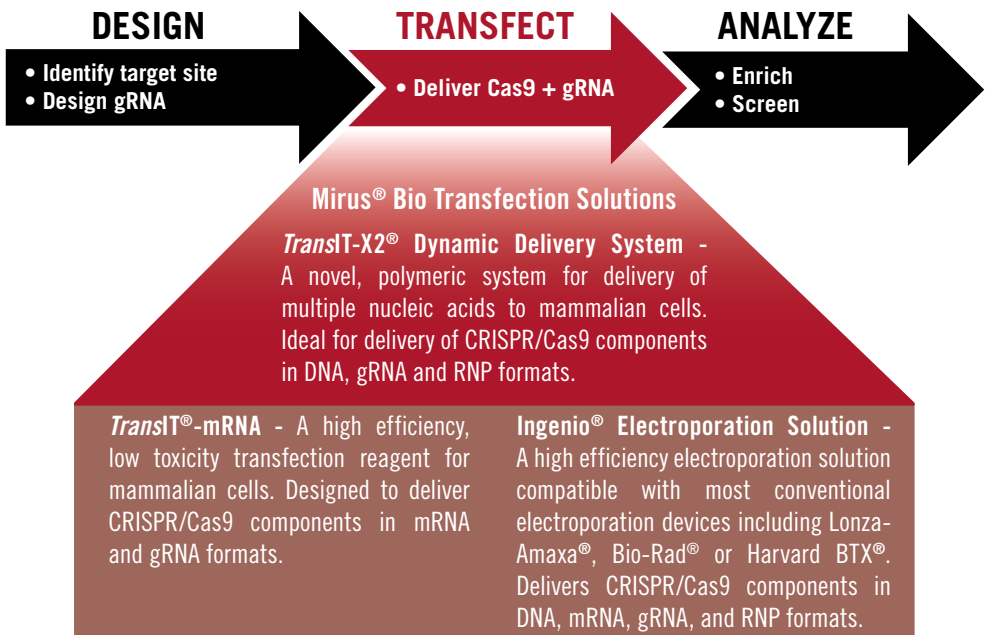 DESIGN
• Identify target site
• Design gRNA
TRANSFECT
• Deliver Cas9 + gRNA
ANALYZE
• Enrich
• Screen
Mirus® Bio Transfection Solutions
TransIT-X2® Dynamic Delivery System -
A novel, polymeric system for delivery of
multiple nucleic acids to mammalian cells.
Ideal for delivery of CRISPR/Cas9 components
in DNA, gRNA and RNP formats.
TransIT®-mRNA - A high efficiency,
low toxicity transfection reagent for
mammalian cells. Designed to deliver
CRISPR/Cas9 components in mRNA
and gRNA formats.
Ingenio® Electroporation Solution -
A high efficiency electroporation solution
compatible with most conventional
electroporation devices including Lonza-
Amaxa®, Bio-Rad® or Harvard BTX®.
Delivers CRISPR/Cas9 components in
DNA, mRNA, gRNA, and RNP formats.